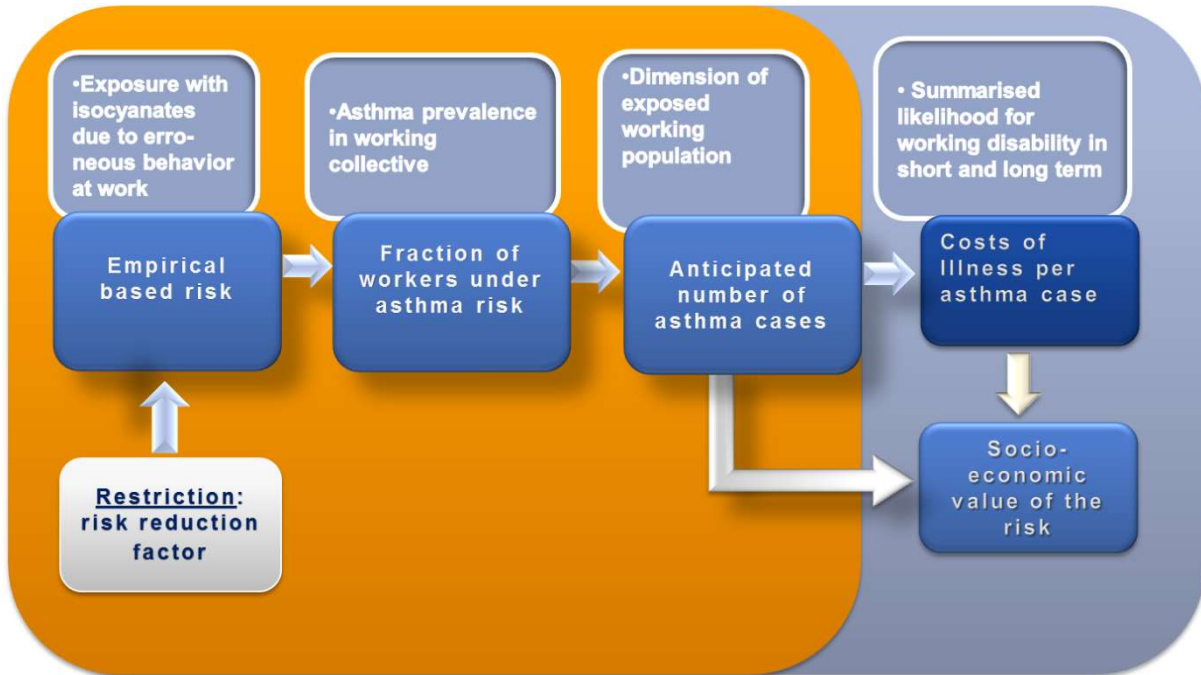 •Exposure with
isocyanates
due to erro-
neous behavior
at work
•Asthma prevalence
in working
collective
•Dimension of
exposed
working
population
• Summarised
likelihood for
working disability in
short and long term
Empirical
based risk
Fraction of
workers under
asthma risk
Anticipated
number of
asthma cases
Costs of
Illness per
asthma case
Restriction:
risk reduction
factor
Socio-
economic
value of the
risk